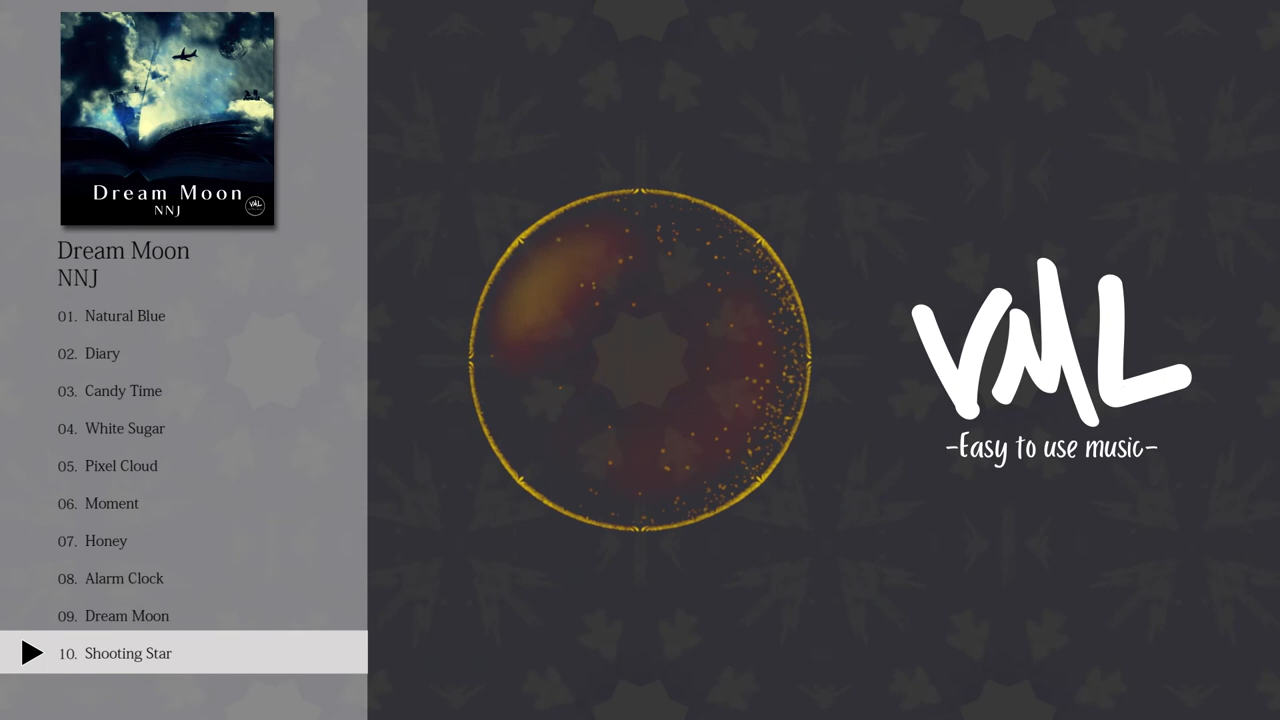 Dream Moon
NNJ
VML
Dream Moon
NNJ
01. Natural Blue
02. Diary
03. Candy Time
04. White Sugar
05. Pixel Cloud
06. Moment
07. Honey
08. Alarm Clock
09. Dream Moon
10. Shooting Star
VML
-Easy to use music-